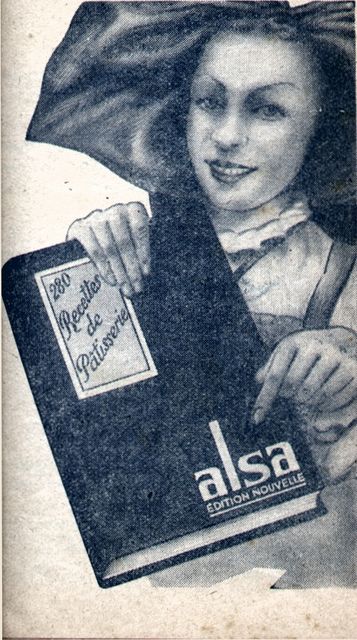 280
Recettes
de
Pâtisserie
alsa
ÉDITION NOUVELLE